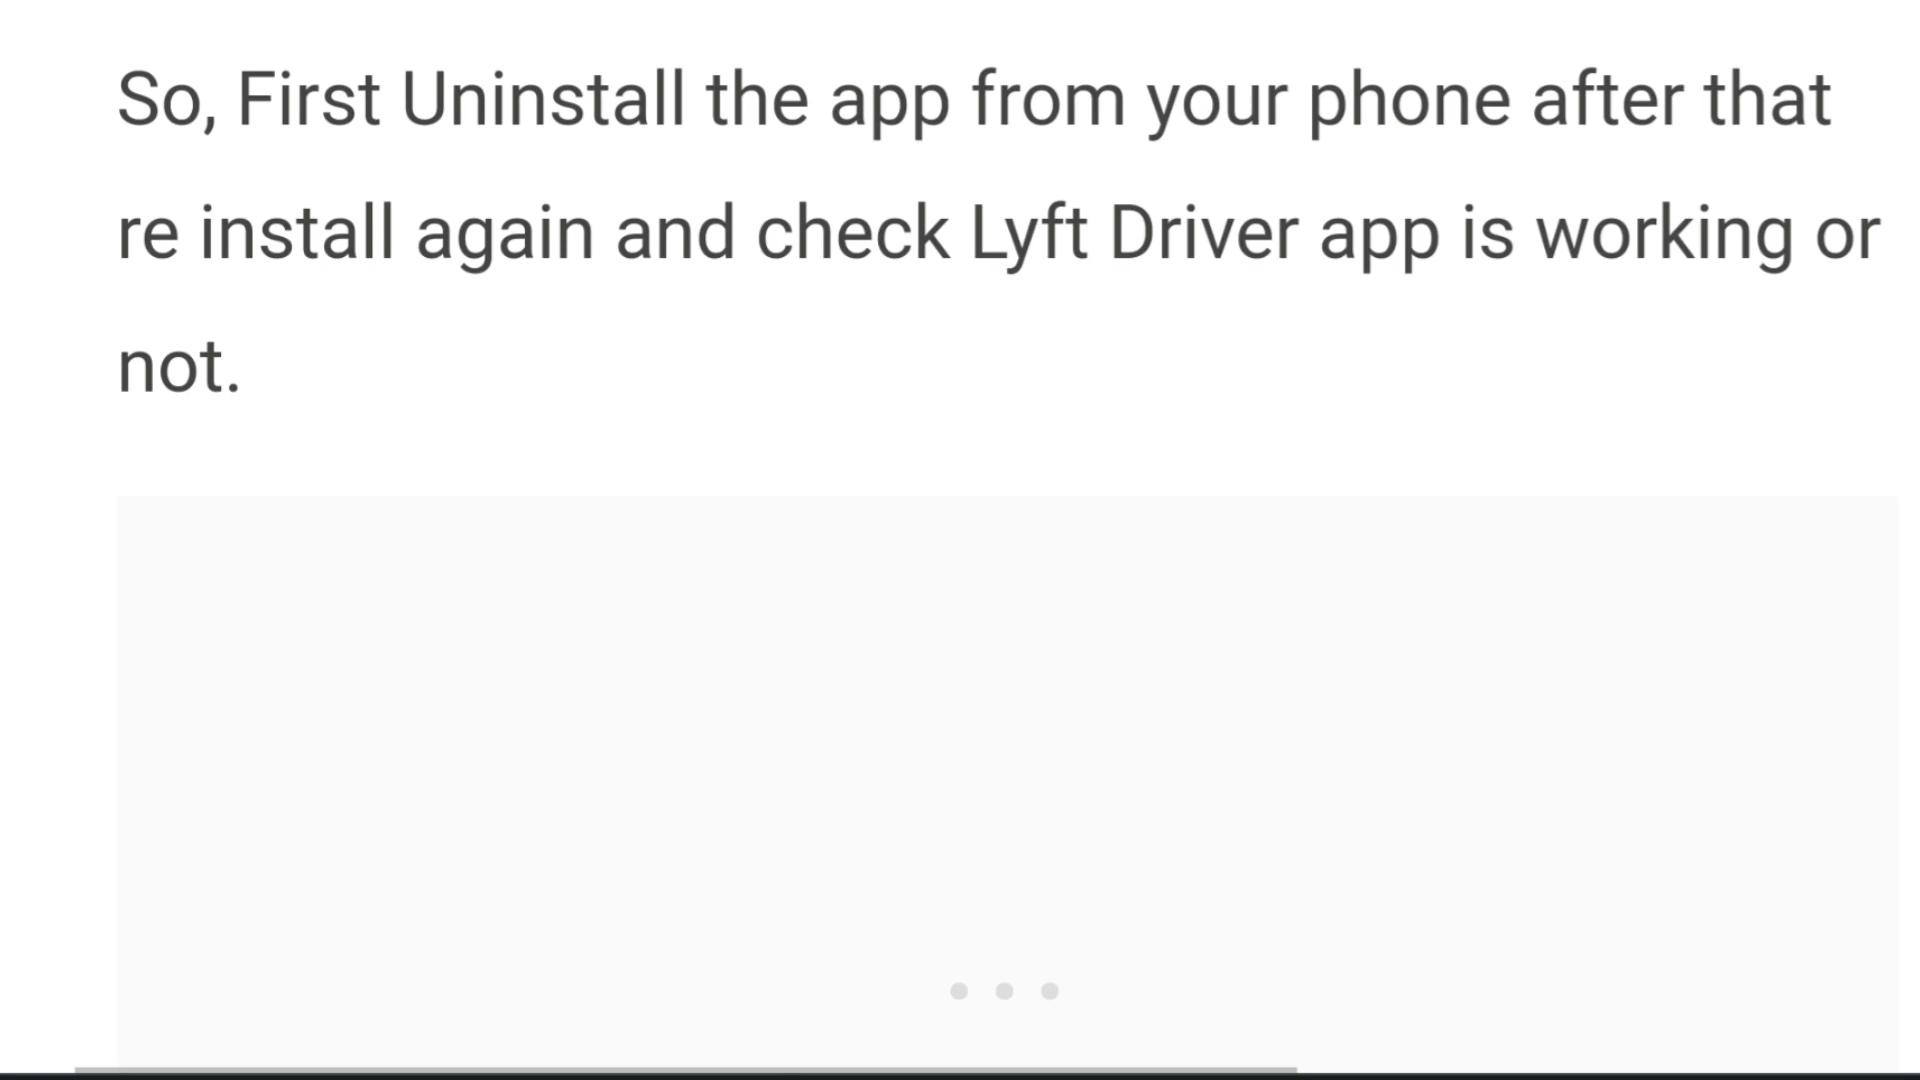 So, First Uninstall the app from your phone after that
re install again and check Lyft Driver app is working or
not.